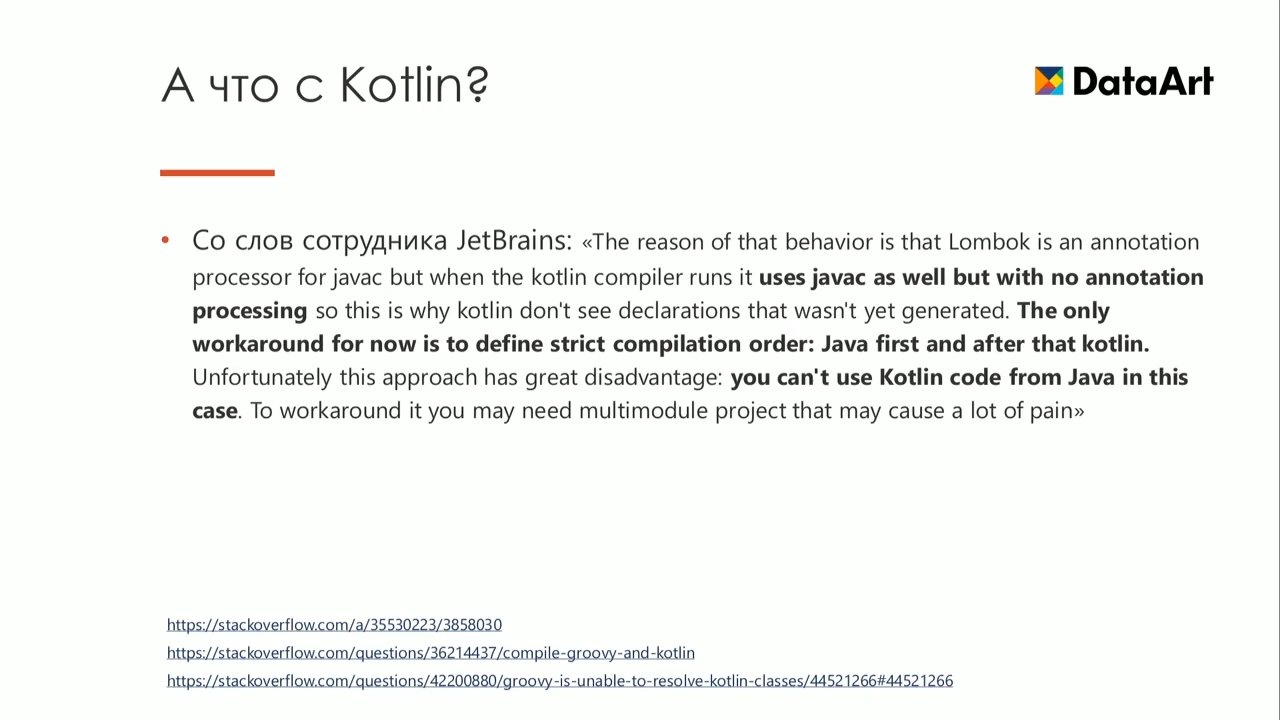 А что с Kotlin?
DataArt
• Со слов сотрудника JetBrains: «The reason of that behavior is that Lombok is an annotation
processor for javac but when the kotlin compiler runs it uses javac as well but with no annotation
processing so this is why kotlin don't see declarations that wasn't yet generated. The only
workaround for now is to define strict compilation order: Java first and after that kotlin.
Unfortunately this approach has great disadvantage: you can't use Kotlin code from Java in this
case. To workaround it you may need multimodule project that may cause a lot of pain»
https://stackoverflow.com/a/35530223/3858030
https://stackoverflow.com/questions/36214437/compile-groovy-and-kotlin
https://stackoverflow.com/questions/42200880/groovy-is-unable-to-resolve-kotlin-classes/44521266#44521266